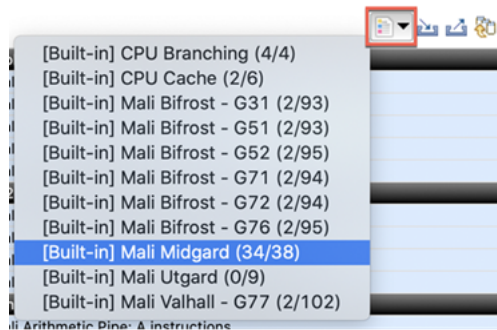 [Built-in] CPU Branching (4/4)
[Built-in] CPU Cache (2/6)
[Built-in] Mali Bifrost - G31 (2/93)
[Built-in] Mali Bifrost - G51 (2/93)
[Built-in] Mali Bifrost - G52 (2/95)
[Built-in] Mali Bifrost - G71 (2/94)
[Built-in] Mali Bifrost - G72 (2/94)
[Built-in] Mali Bifrost - G76 (2/95)
[Built-in] Mali Midgard (34/38)
[Built-in] Mali Utgard (0/9)
[Built-in] Mali Valhall - G77 (2/102)
Arithmetic Pipe: A instructions